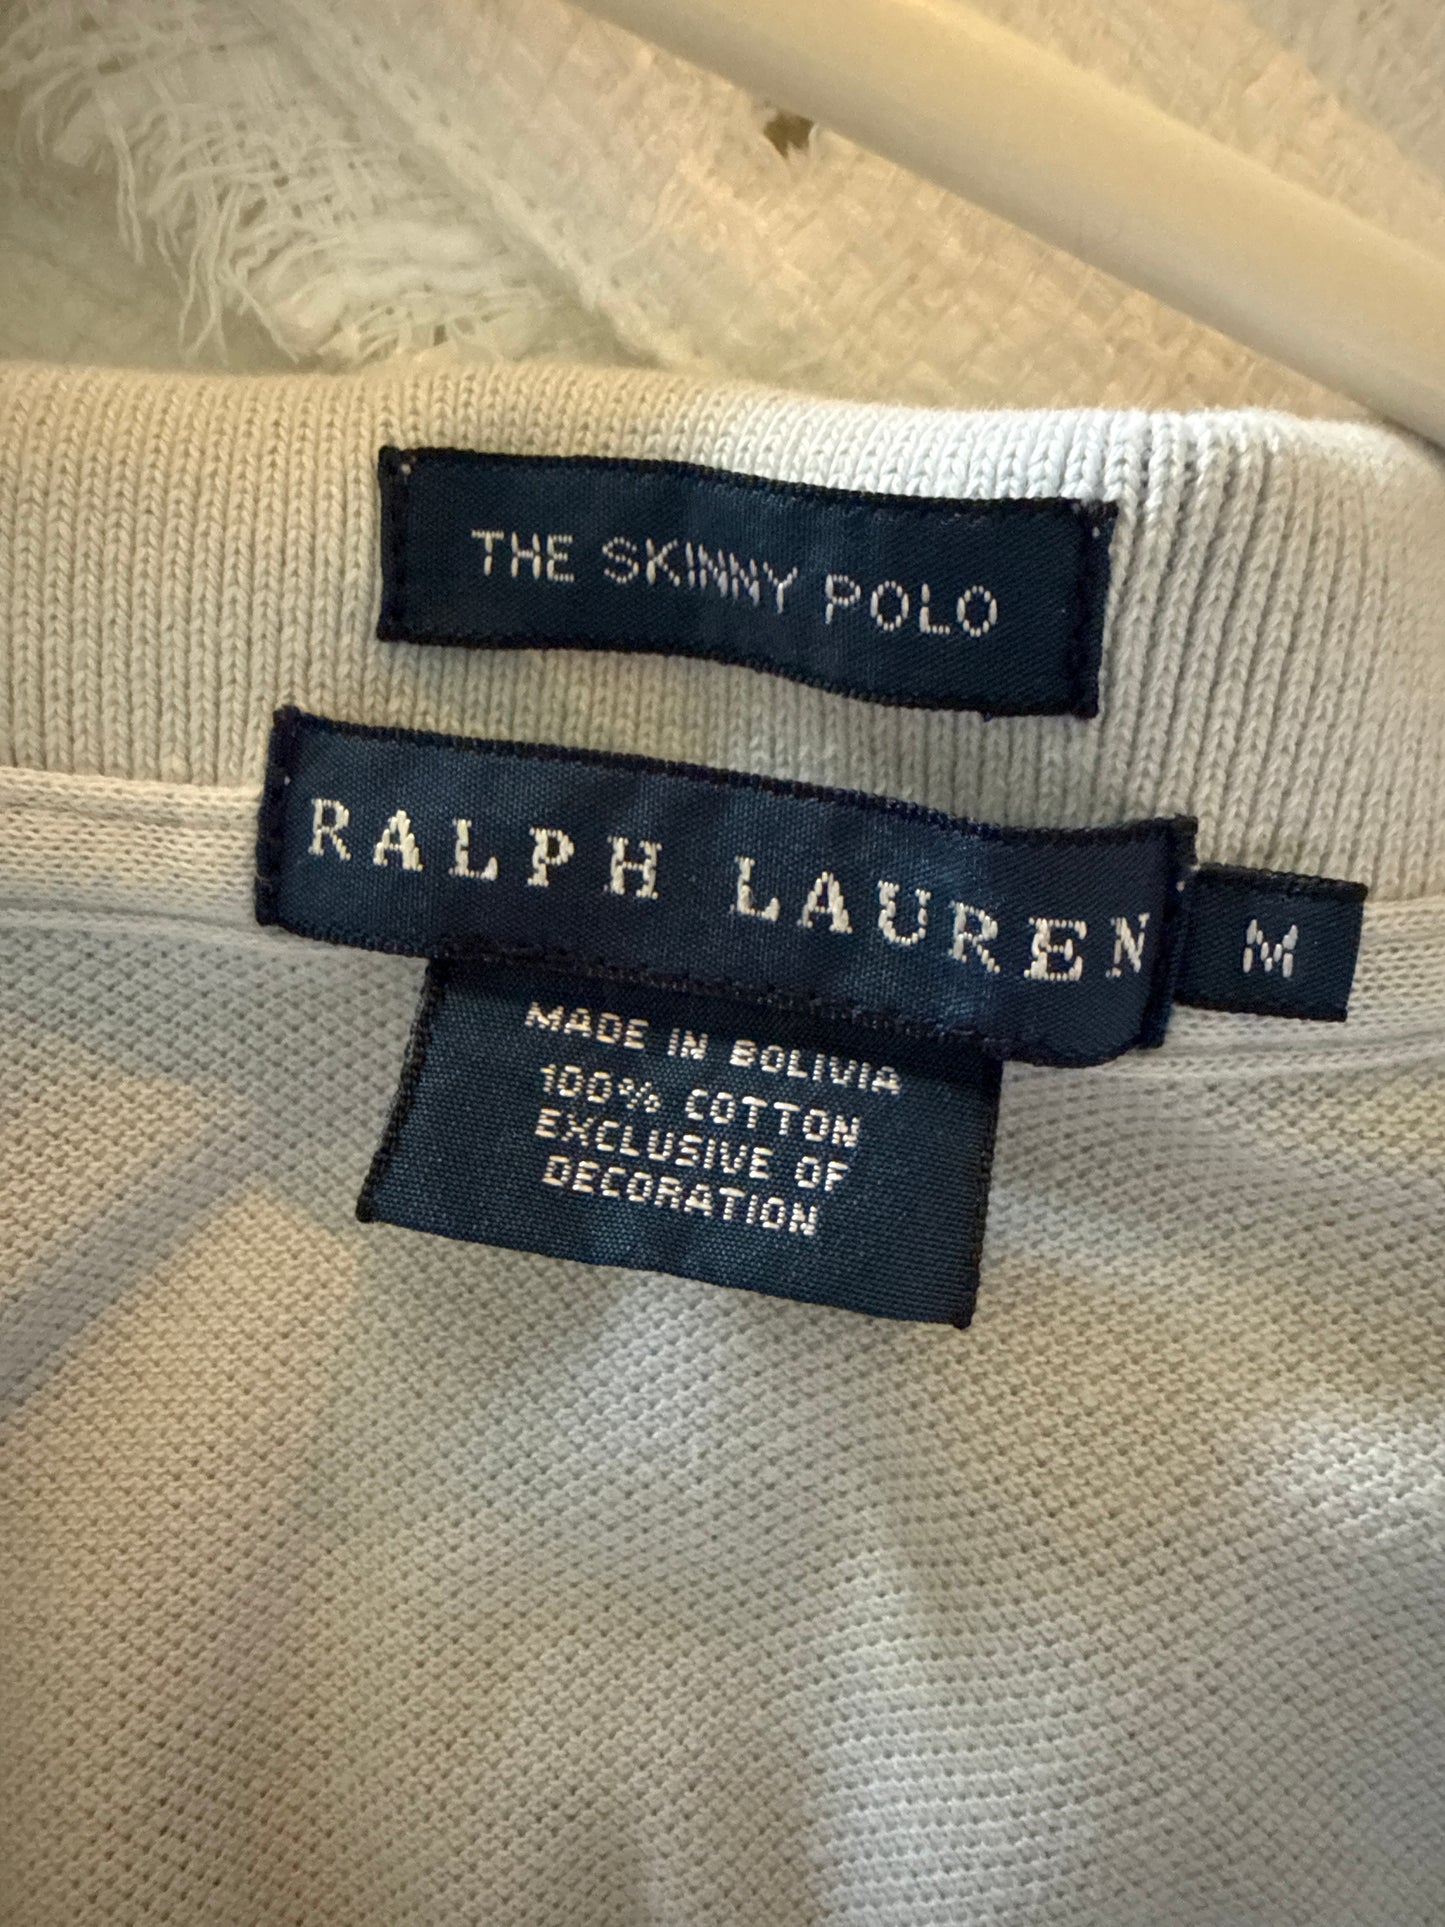 THE SKINNY POLO
RALPH LAUREN
M
MADE IN BOLIVIA
100% COTTON
EXCLUSIVE OF
DECORATION